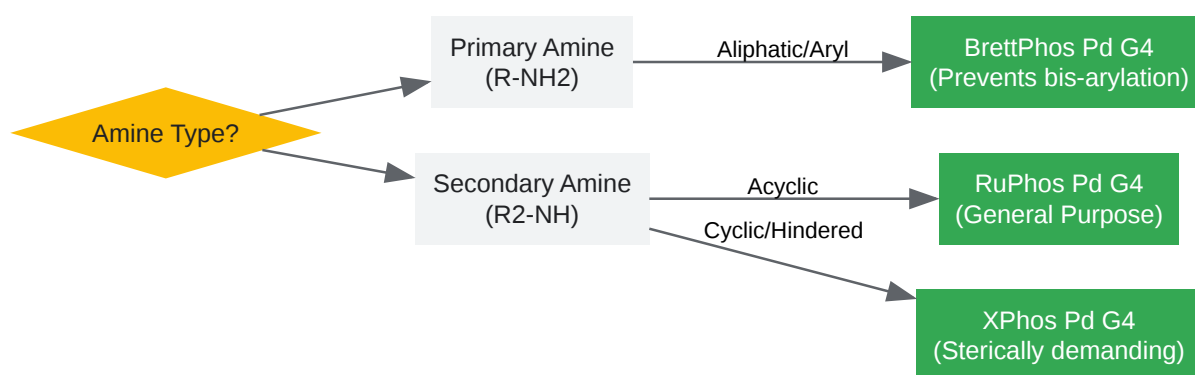 Amine Type?
Primary Amine
(R-NH2)
Aliphatic/Aryl
BrettPhos Pd G4
(Prevents bis-arylation)
Secondary Amine
(R2-NH)
Acyclic
RuPhos Pd G4
(General Purpose)
Cyclic/Hindered
XPhos Pd G4
(Sterically demanding)